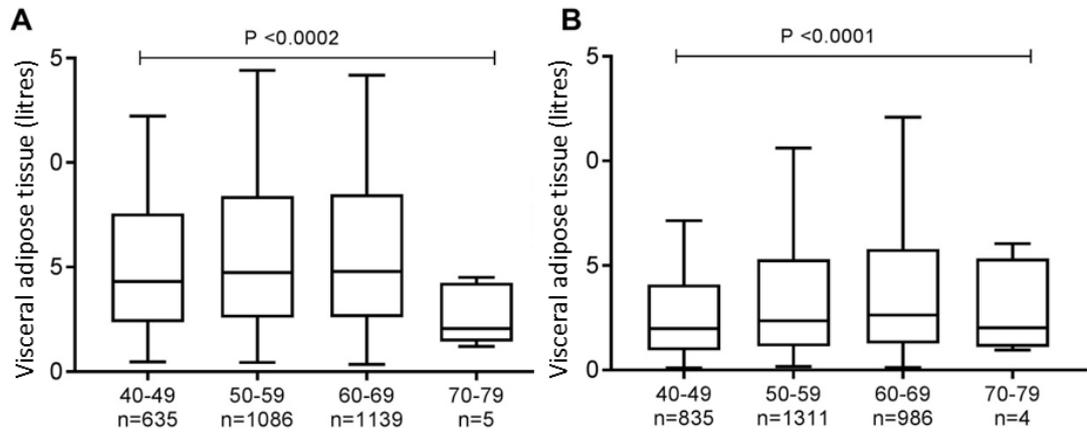 A
P <0.0002
Visceral adipose tissue (litres)
5
0
5
0
40-49 50-59 60-69 70-79
n=635 n=1086 n=1139 n=5
B
P <0.0001
Visceral adipose tissue (litres)
5
0
5
0
40-49 50-59 60-69 70-79
n=835 n=1311 n=986 n=4